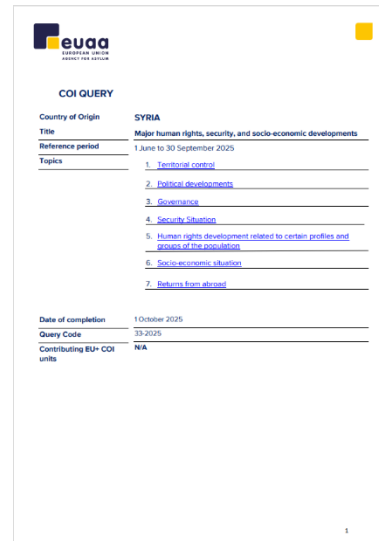 euaa
EUROPEAN UNION
AGENCY FOR ASYLUM
COI QUERY
Country of Origin SYRIA
Title Major human rights, security, and socio-economic developments
Reference period 1 June to 30 September 2025
Topics
1. Territorial control
2. Political developments
3. Governance
4. Security Situation
5. Human rights development related to certain profiles and
groups of the population
6. Socio-economic situation
7. Returns from abroad
Date of completion 1 October 2025
Query Code 33-2025
Contributing EU+ COI N/A
units
1